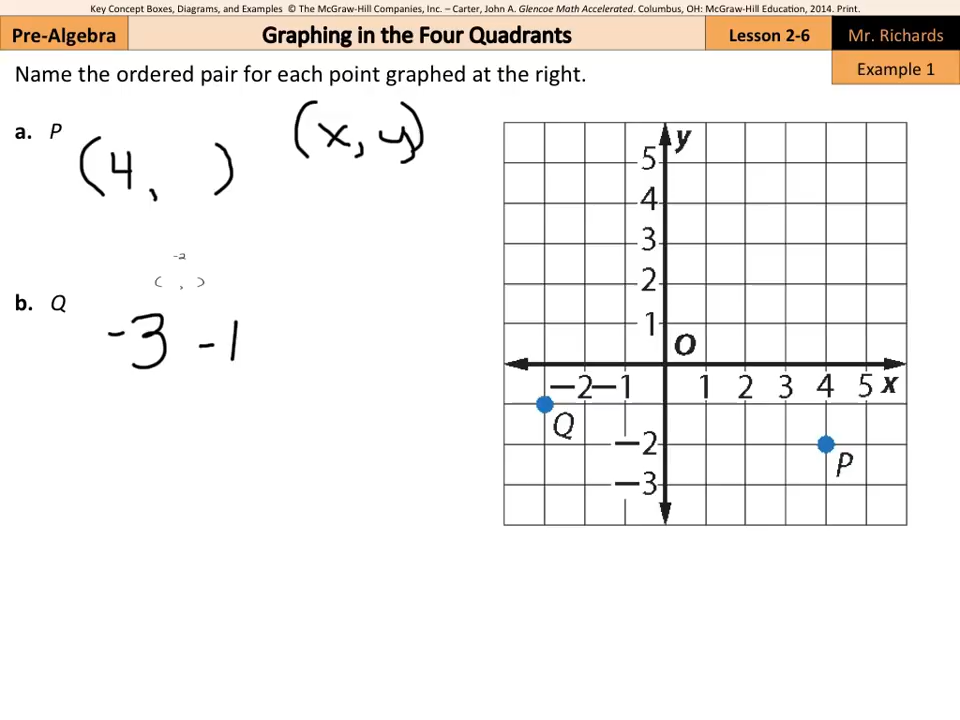 Key Concept Boxes, Diagrams, and Examples © The McGraw-Hill Companies, Inc. – Carter, John A. Glencoe Math Accelerated. Columbus, OH: McGraw-Hill Education, 2014. Print.
Pre-Algebra Graphing in the Four Quadrants Lesson 2-6 Mr. Richards
Example 1
Name the ordered pair for each point graphed at the right.
a. P
(x, y)
(4, )
-2
( , )
b. Q
-3 -1
y
5
4
3
2
1
O
−2 −1 1 2 3 4 5 x
Q
−2
P
−3